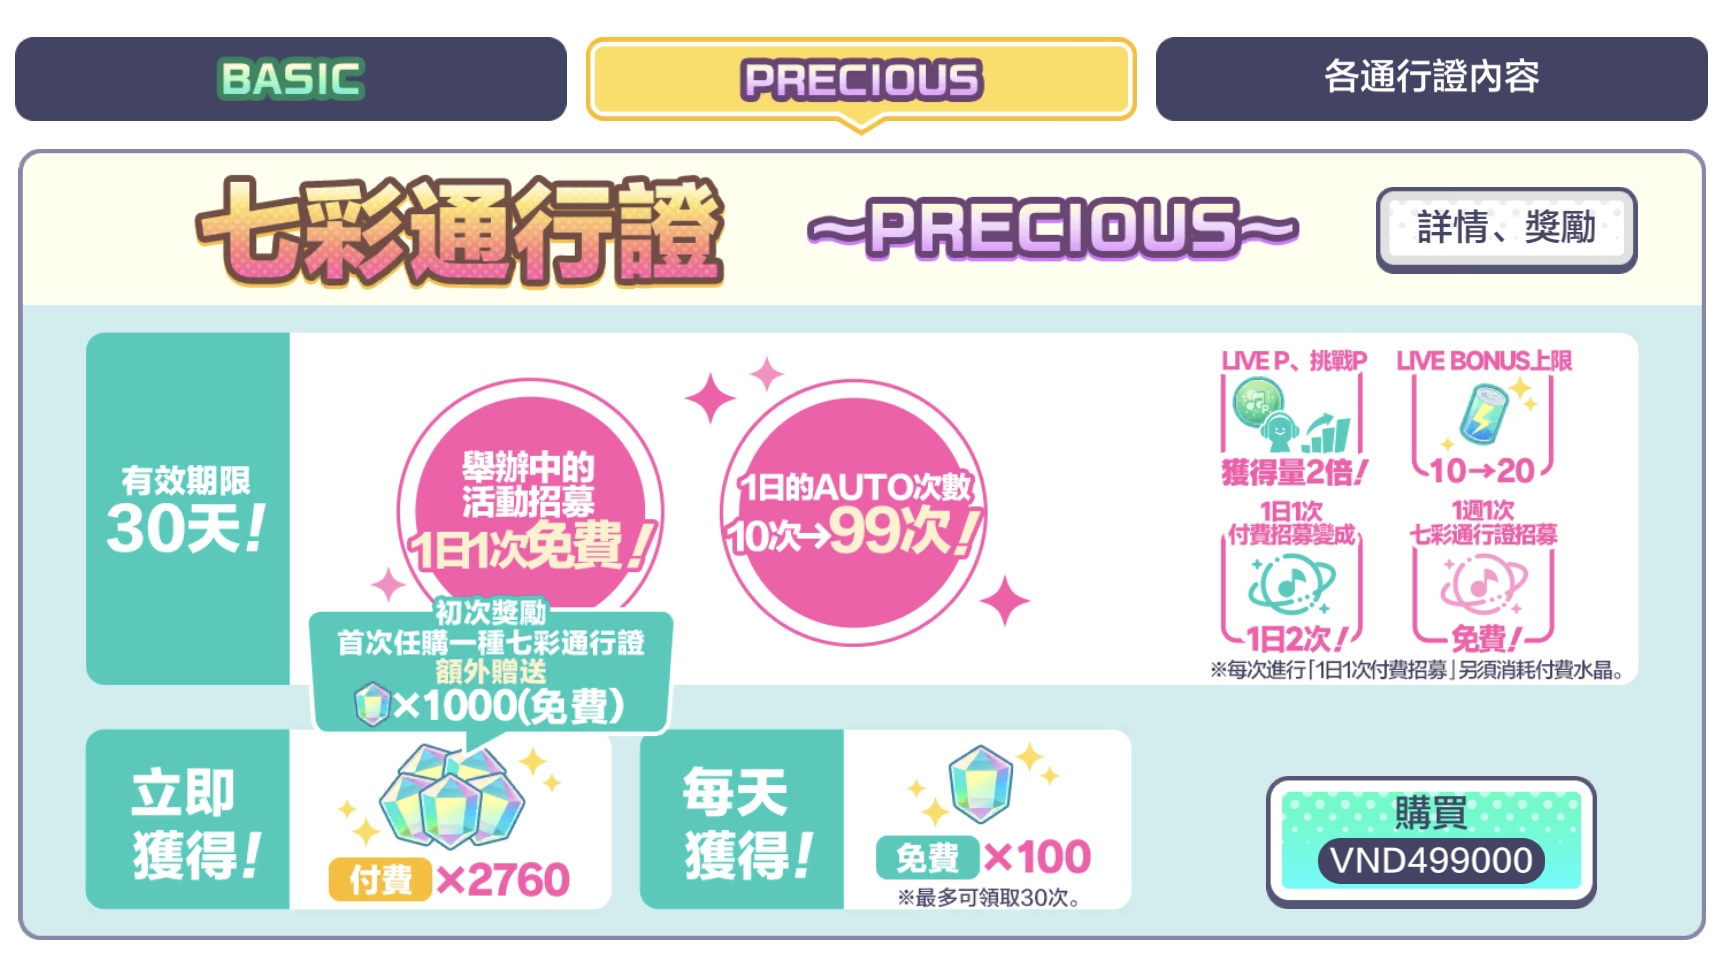 BASIC
PRECIOUS
各通行證內容
七彩通行證
～PRECIOUS～
詳情、獎勵
有效期限
30天!
舉辦中的
活動招募
1日1次免費!
1日的AUTO次數
10次→99次!
LIVE P、挑戰P
獲得量2倍!
LIVE BONUS上限
10→20
1日1次
付費招募變成
1日2次!
1週1次
七彩通行證招募
免費!
※每次進行「1日1次付費招募」另須消耗付費水晶。
初次獎勵
首次任購一種七彩通行證
額外贈送
×1000(免費)
立即
獲得!
付費 ×2760
每天
獲得!
免費 ×100
※最多可領取30次。
購買
VND499000